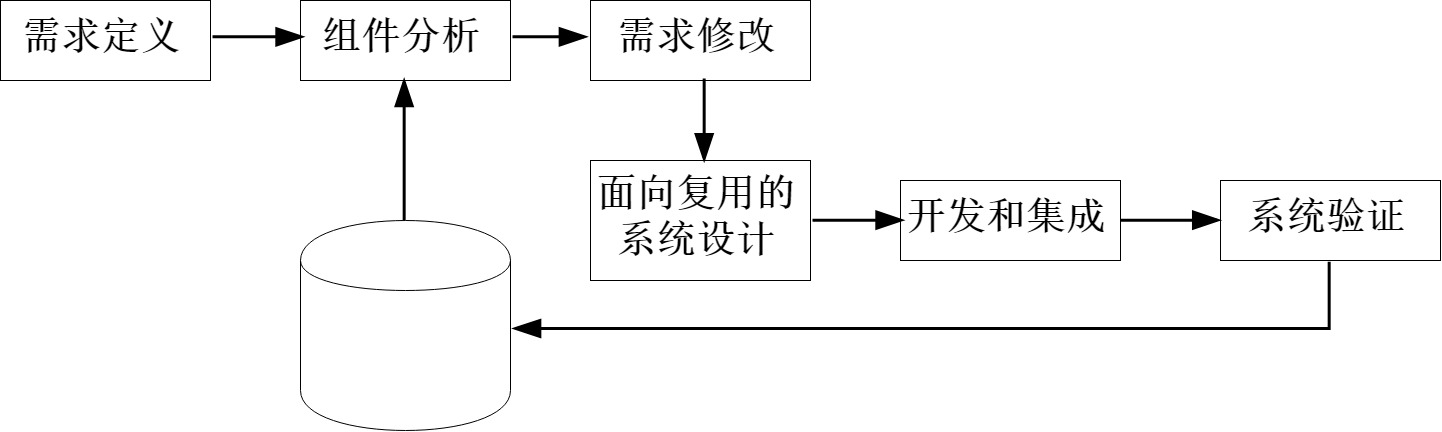 需求定义
组件分析
需求修改
面向复用的
系统设计
开发和集成
系统验证